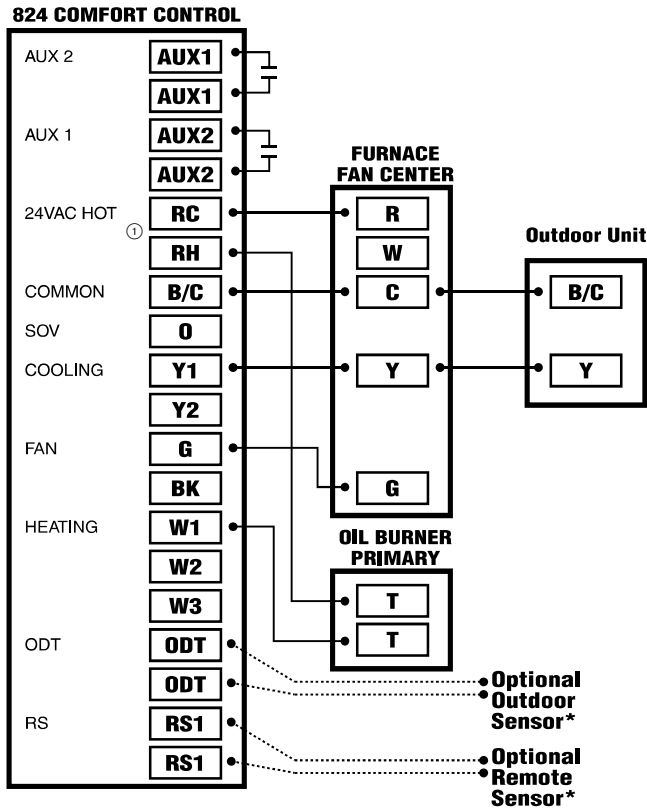 824 COMFORT CONTROL
AUX 2
AUX1
AUX1
AUX 1
AUX2
AUX2
24VAC HOT
1
RC
RH
COMMON
B/C
SOV
O
COOLING
Y1
Y2
FAN
G
BK
HEATING
W1
W2
W3
ODT
ODT
ODT
RS
RS1
RS1
FURNACE
FAN CENTER
R
W
C
Y
G
Outdoor Unit
B/C
Y
OIL BURNER
PRIMARY
T
T
Optional
Outdoor
Sensor*
Optional
Remote
Sensor*